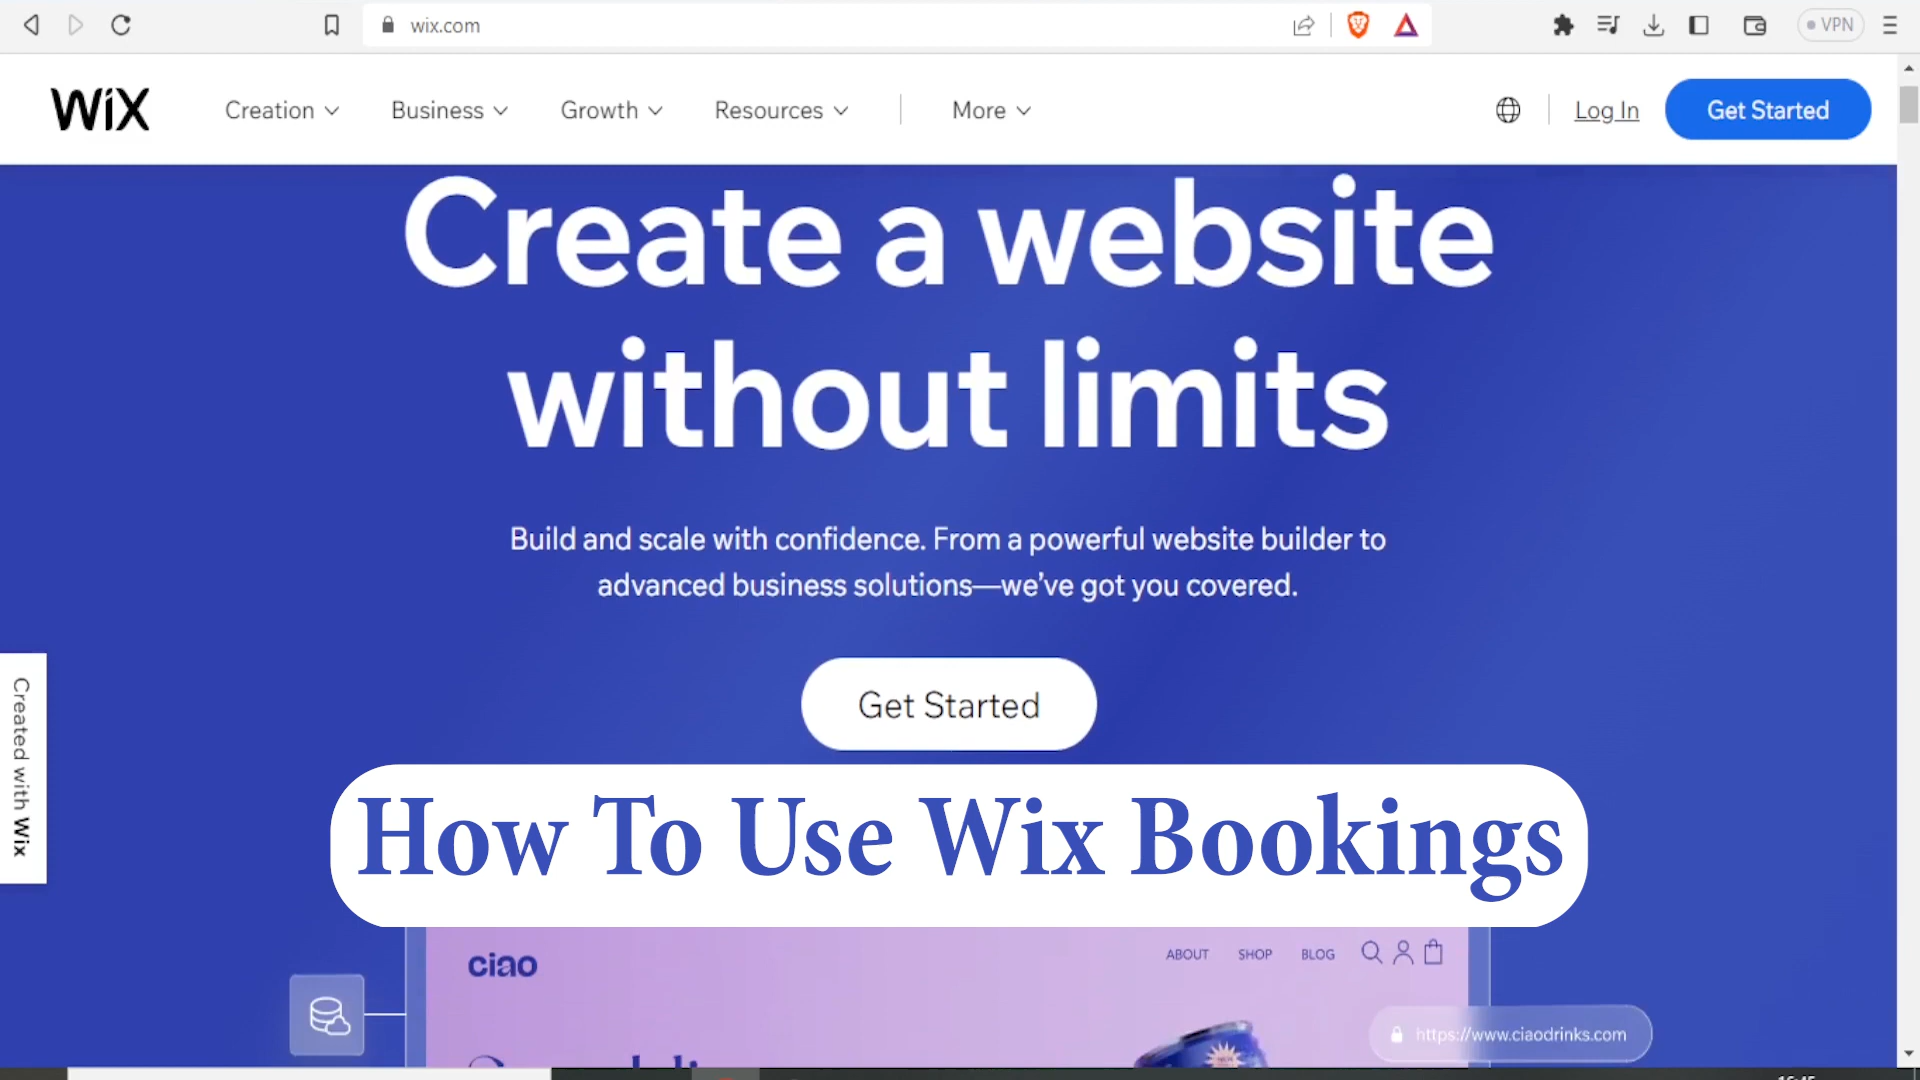 wix.com
VPN
WiX
Creation
Business
Growth
Resources
More
Log In
Get Started
Create a website
without limits
Build and scale with confidence. From a powerful website builder to
advanced business solutions—we've got you covered.
Get Started
Created with Wix
How To Use Wix Bookings
ciao
ABOUT
SHOP
BLOG
https://www.ciaodrinks.com